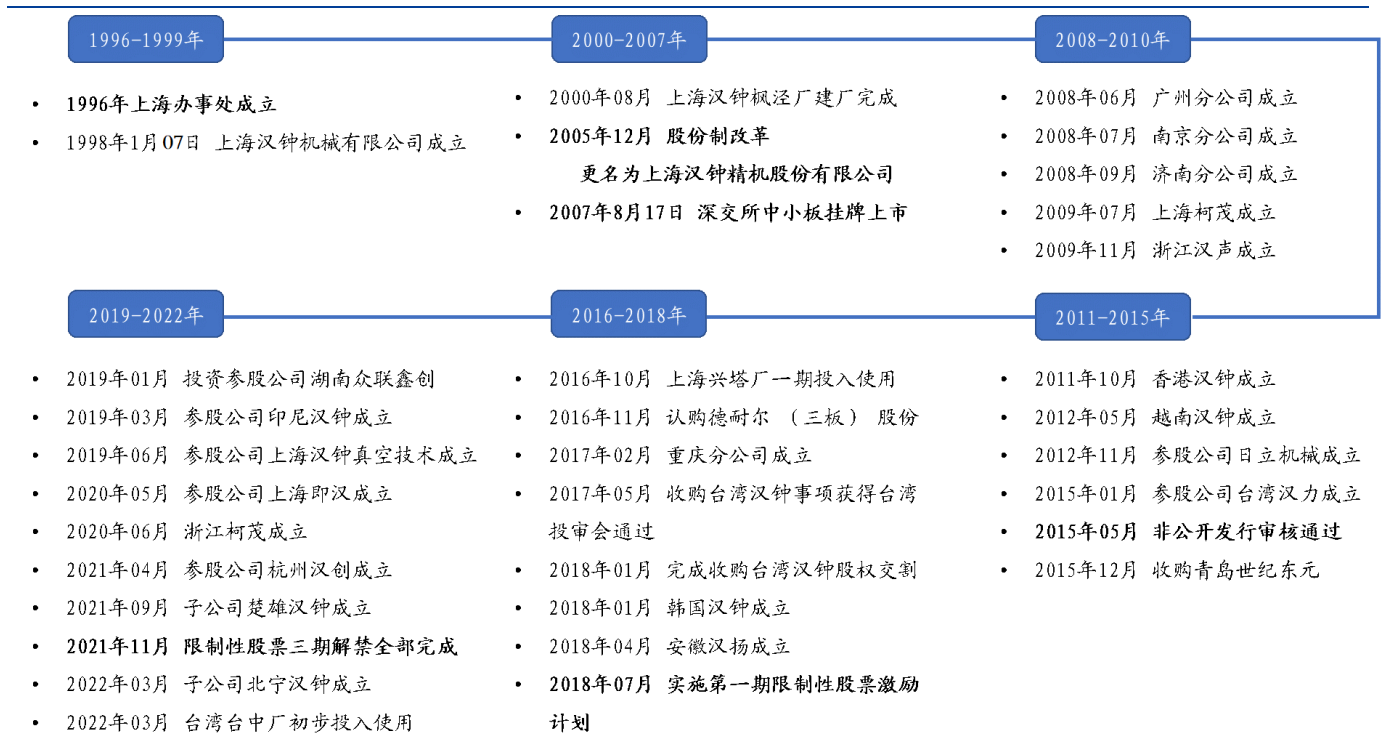 1996-1999年
• 1996年上海办事处成立
• 1998年1月07日 上海汉钟机械有限公司成立
2000-2007年
• 2000年08月 上海汉钟枫泾厂建厂完成
• 2005年12月 股份制改革
更名为上海汉钟精机股份有限公司
• 2007年8月17日 深交所中小板挂牌上市
2008-2010年
• 2008年06月 广州分公司成立
• 2008年07月 南京分公司成立
• 2008年09月 济南分公司成立
• 2009年07月 上海柯茂成立
• 2009年11月 浙江汉声成立
2011-2015年
• 2011年10月 香港汉钟成立
• 2012年05月 越南汉钟成立
• 2012年11月 参股公司日立机械成立
• 2015年01月 参股公司台湾汉力成立
• 2015年05月 非公开发行审核通过
• 2015年12月 收购青岛世纪东元
2016-2018年
• 2016年10月 上海兴塔厂一期投入使用
• 2016年11月 认购德耐尔 （三板） 股份
• 2017年02月 重庆分公司成立
• 2017年05月 收购台湾汉钟事项获得台湾
投审会通过
• 2018年01月 完成收购台湾汉钟股权交割
• 2018年01月 韩国汉钟成立
• 2018年04月 安徽汉扬成立
• 2018年07月 实施第一期限制性股票激励
计划
2019-2022年
• 2019年01月 投资参股公司湖南众联鑫创
• 2019年03月 参股公司印尼汉钟成立
• 2019年06月 参股公司上海汉钟真空技术成立
• 2020年05月 参股公司上海即汉成立
• 2020年06月 浙江柯茂成立
• 2021年04月 参股公司杭州汉创成立
• 2021年09月 子公司楚雄汉钟成立
• 2021年11月 限制性股票三期解禁全部完成
• 2022年03月 子公司北宁汉钟成立
• 2022年03月 台湾台中厂初步投入使用